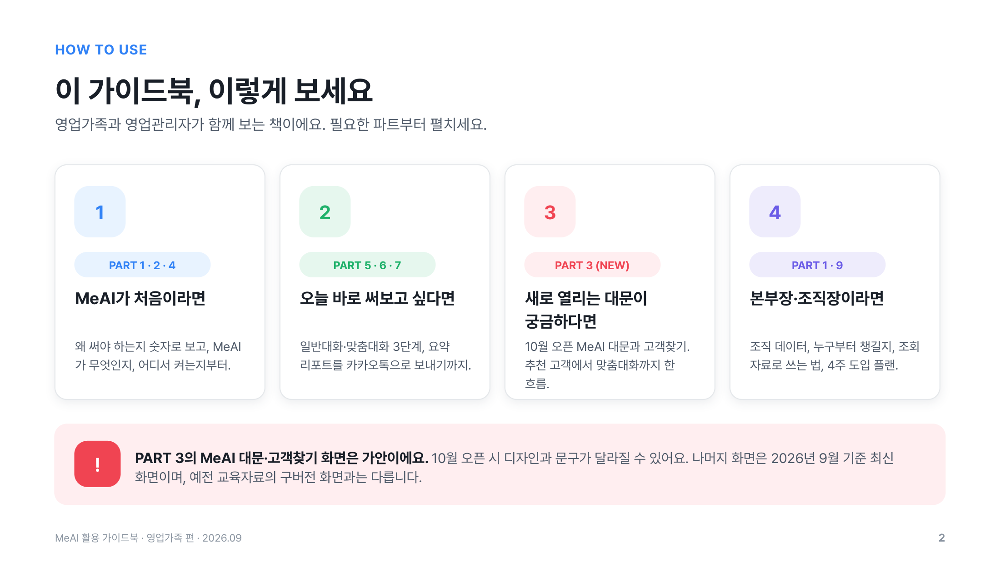 HOW TO USE
이 가이드북, 이렇게 보세요
영업가족과 영업관리자가 함께 보는 책이에요. 필요한 파트부터 펼치세요.
1
PART 1 · 2 · 4
MeAI가 처음이라면
왜 써야 하는지 숫자로 보고, MeAI
가 무엇인지, 어디서 켜는지부터.
2
PART 5 · 6 · 7
오늘 바로 써보고 싶다면
일반대화·맞춤대화 3단계, 요약
리포트를 카카오톡으로 보내기까지.
3
PART 3 (NEW)
새로 열리는 대문이
궁금하다면
10월 오픈 MeAI 대문과 고객찾기.
추천 고객에서 맞춤대화까지 한
흐름.
4
PART 1 · 9
본부장·조직장이라면
조직 데이터, 누구부터 챙길지, 조회
자료로 쓰는 법, 4주 도입 플랜.
!
PART 3의 MeAI 대문·고객찾기 화면은 가안이에요. 10월 오픈 시 디자인과 문구가 달라질 수 있어요. 나머지 화면은 2026년 9월 기준 최신
화면이며, 예전 교육자료의 구버전 화면과는 다릅니다.
MeAI 활용 가이드북 · 영업가족 편 · 2026.09
2